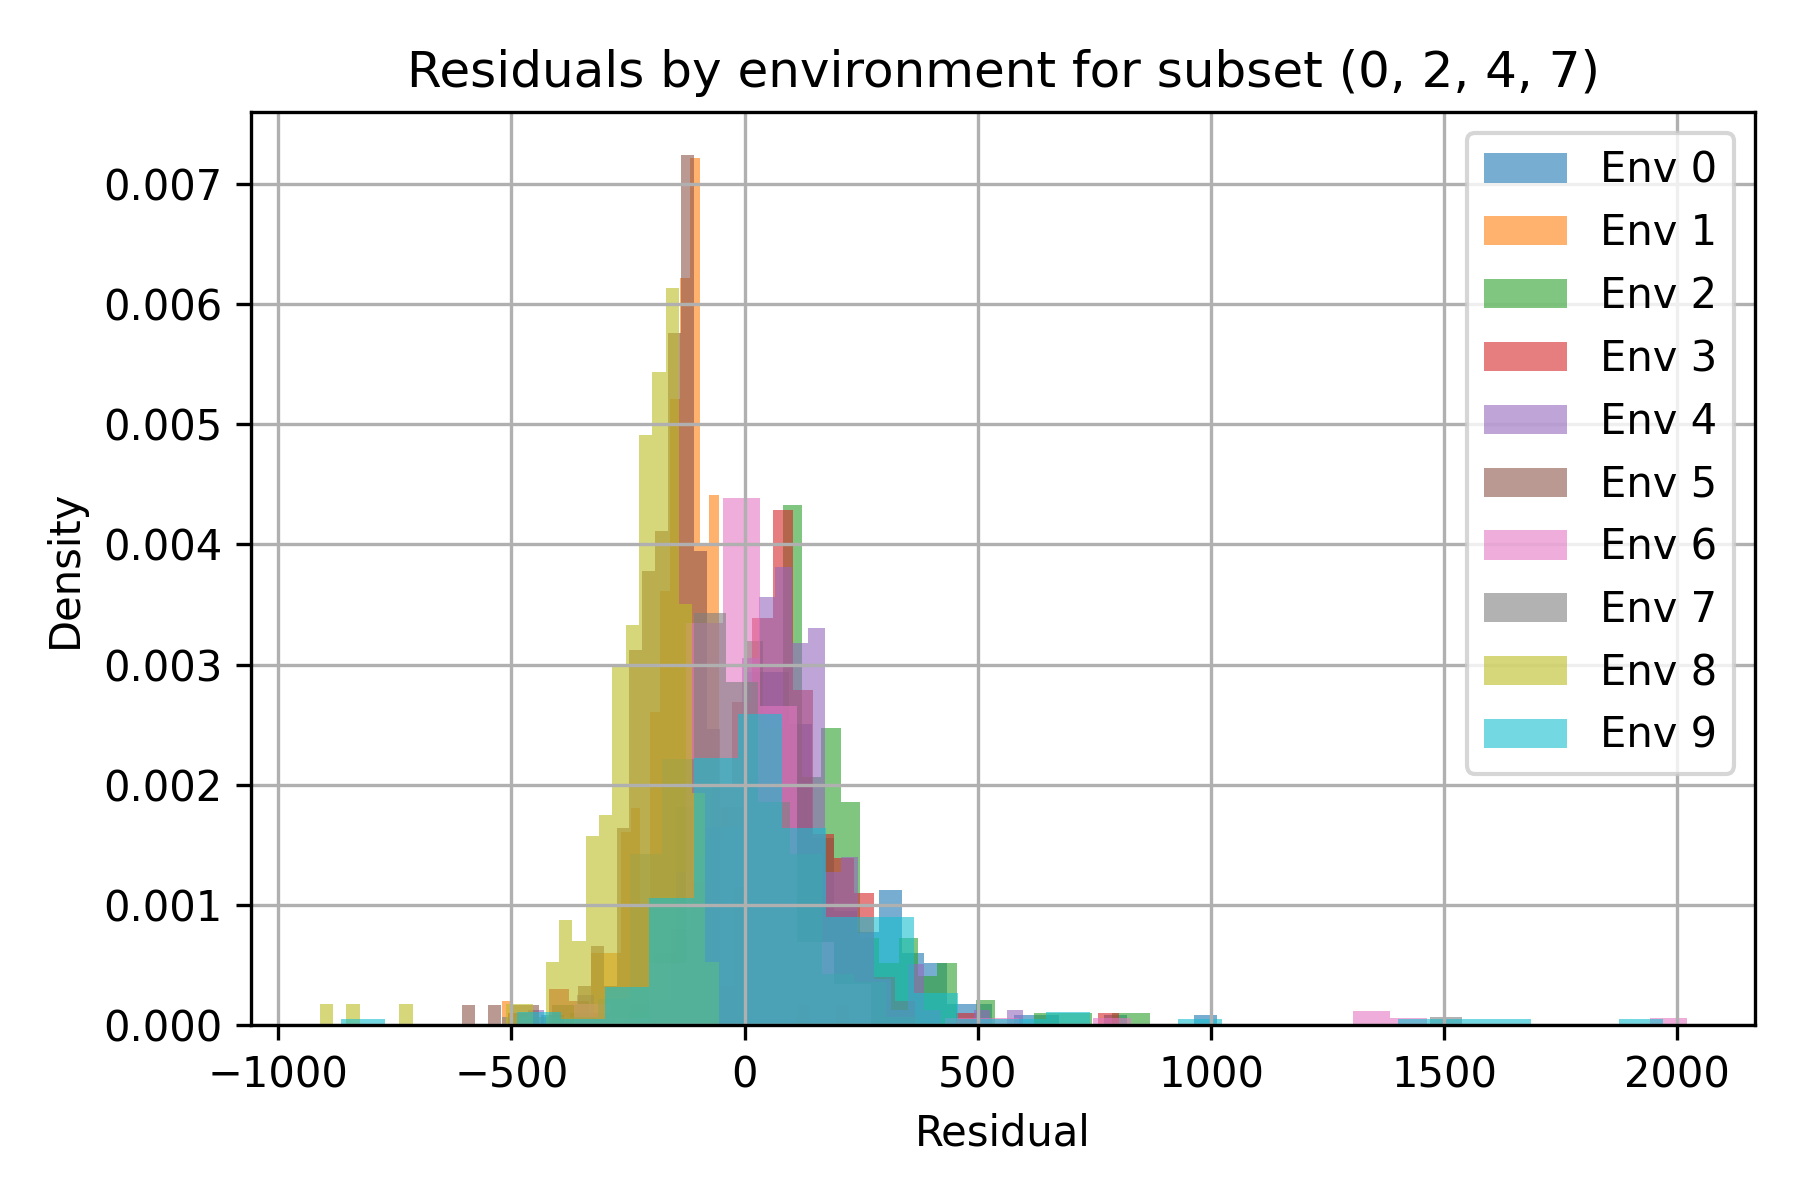 Residuals by environment for subset (0, 2, 4, 7)
0.007
0.006
0.005
0.004
0.003
0.002
0.001
0.000
Density
−1000
−500
0
500
1000
1500
2000
Residual
Env 0
Env 1
Env 2
Env 3
Env 4
Env 5
Env 6
Env 7
Env 8
Env 9